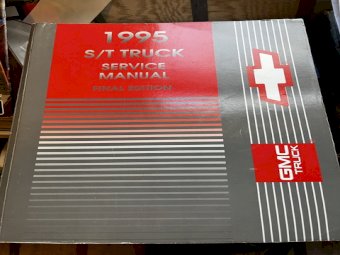 1995
S/T TRUCK
SERVICE
MANUAL
FINAL EDITION
GMC
TRUCK